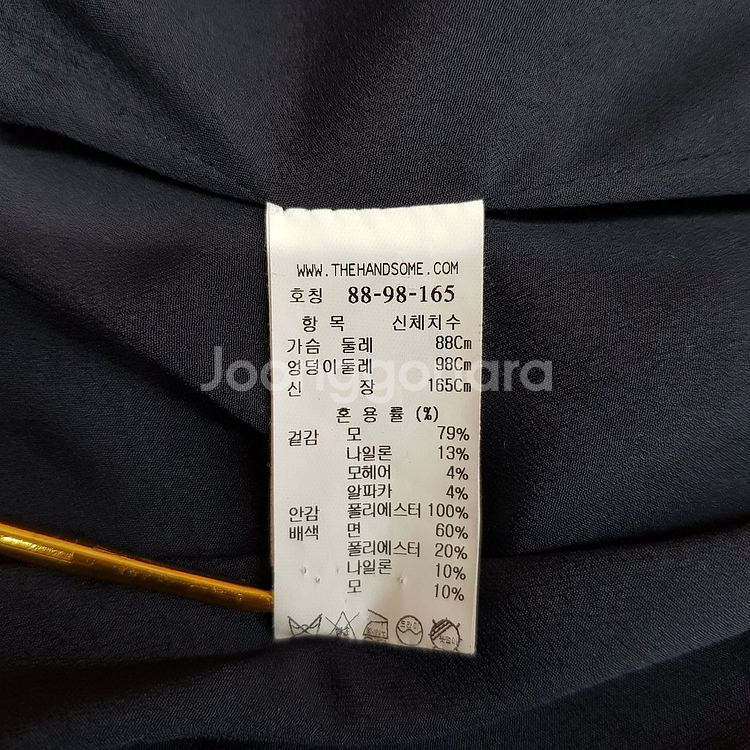 WWW.THEHANDSOME.COM
호칭 88-98-165
항 목 신체치수
가슴 둘레 88Cm
엉덩이둘레 98Cm
신 장 165Cm
Joonggonara
혼 용 률 (%)
겉감 모 79%
나일론 13%
모헤어 4%
알파카 4%
안감 폴리에스터 100%
배색 면 60%
폴리에스터 20%
나일론 10%
모 10%
드라이